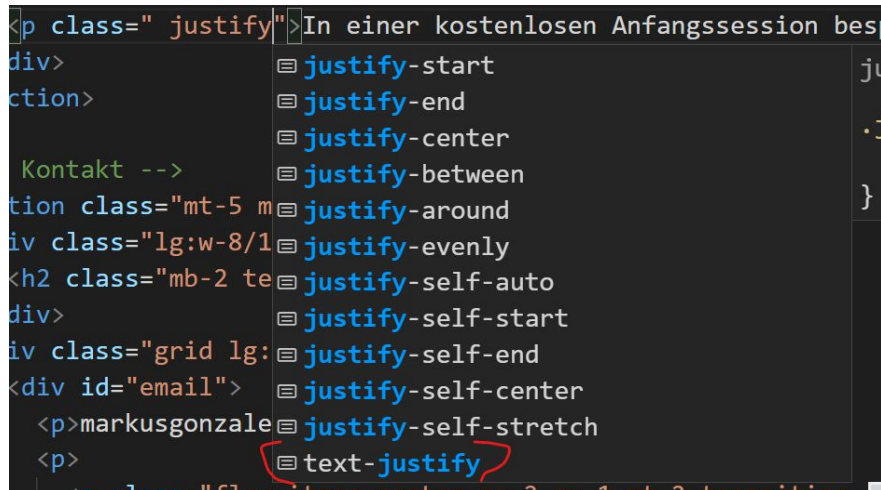 <p class=" justify">In einer kostenlosen Anfangssession
div>
justify-start
ction>
justify-end
justify-center
Kontakt -->
justify-between
tion class="mt-5 m
justify-around
iv class="lg:w-8/1
justify-evenly
<h2 class="mb-2 te
justify-self-auto
div>
justify-self-start
iv class="grid lg:
justify-self-end
<div id="email">
justify-self-center
<p>markusgonzale
justify-self-stretch
<p>
text-justify
}